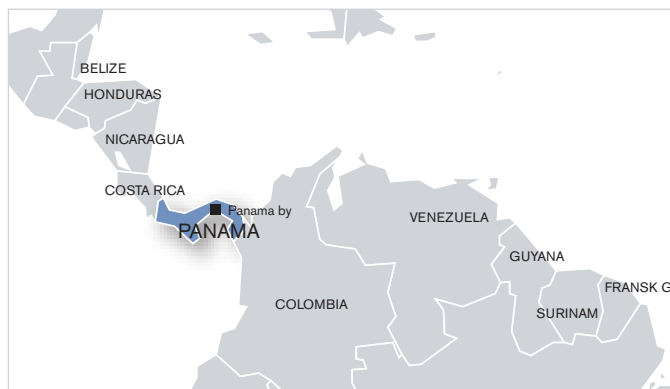 BELIZE
HONDURAS
NICARAGUA
COSTA RICA
Panama by
PANAMA
VENEZUELA
GUYANA
FRANSK G
SURINAM
COLOMBIA